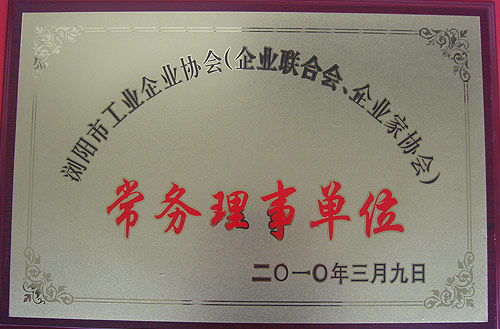 浏阳市工业企业协会(企业联合会、企业家协会)
常务理事单位
二〇一〇年三月九日